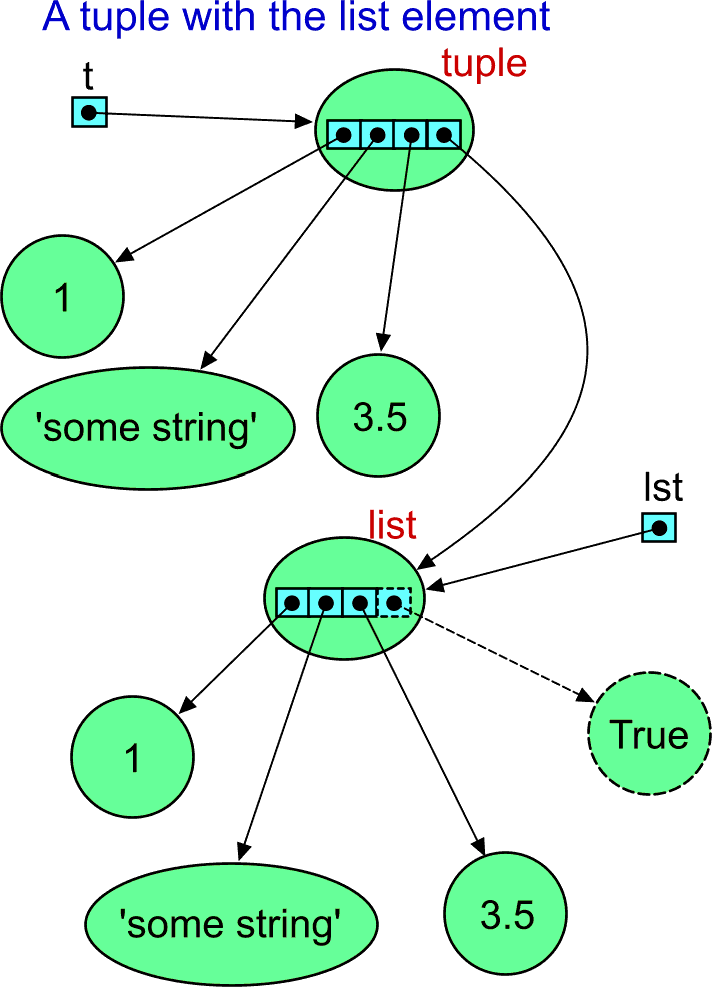 A tuple with the list element
tuple
t
1
'some string'
3.5
lst
list
1
True
'some string'
3.5